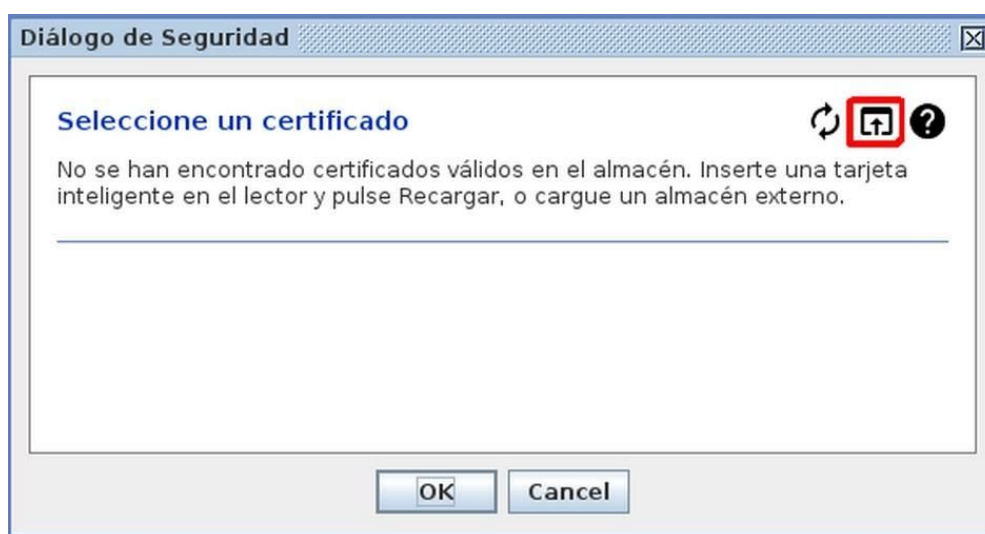 Diálogo de Seguridad
Seleccione un certificado
No se han encontrado certificados válidos en el almacén. Inserte una tarjeta
inteligente en el lector y pulse Recargar, o cargue un almacén externo.
OK
Cancel